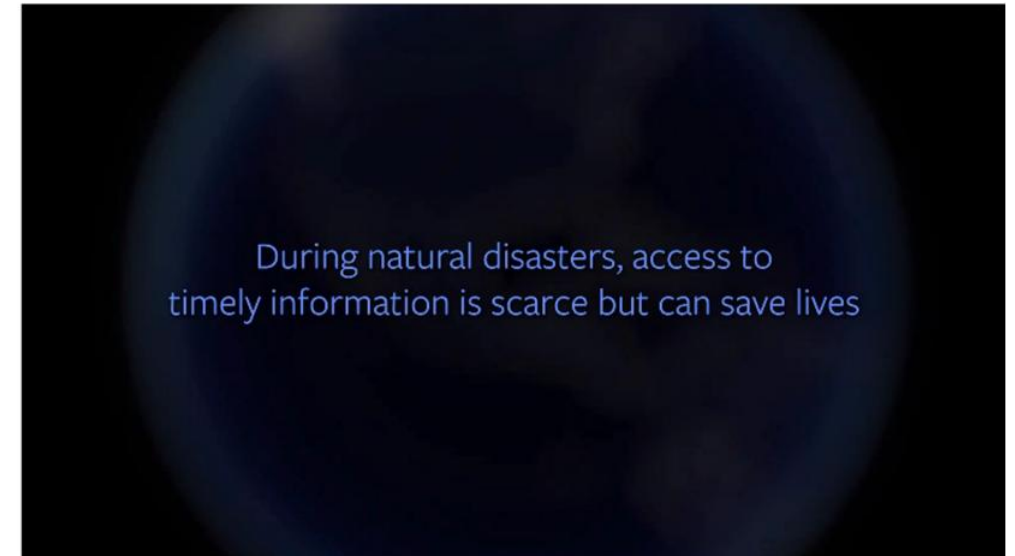 During natural disasters, access to
timely information is scarce but can save lives